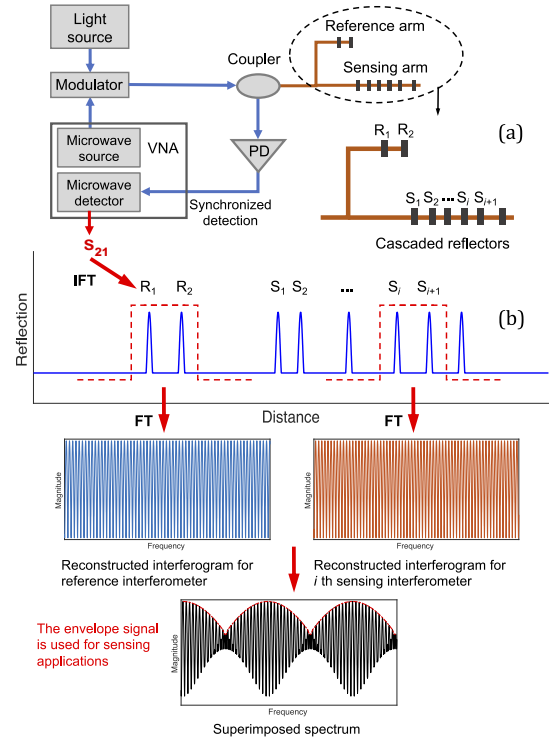 Light
source
Modulator
Coupler
Reference arm
Sensing arm
Microwave
source
VNA
Microwave
detector
PD
Synchronized
detection
(a)
R1 R2
S1 S2 ··· Si Si+1
Cascaded reflectors
S21
IFT
R1 R2 S1 S2 ··· Si Si+1
(b)
Reflection
Distance
FT FT
Magnitude
Frequency
Magnitude
Frequency
Reconstructed interferogram for
reference interferometer
Reconstructed interferogram for
i th sensing interferometer
The envelope signal
is used for sensing
applications
Magnitude
Frequency
Superimposed spectrum